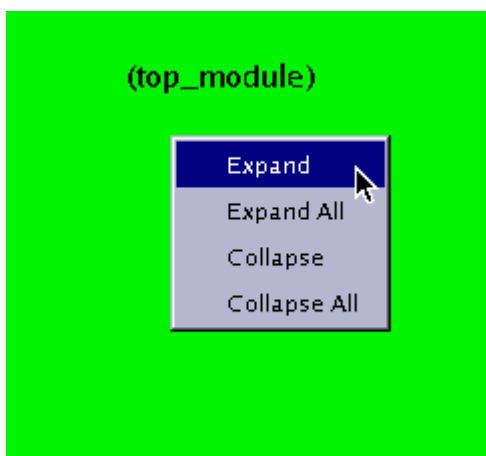 (top_module)
Expand
Expand All
Collapse
Collapse All